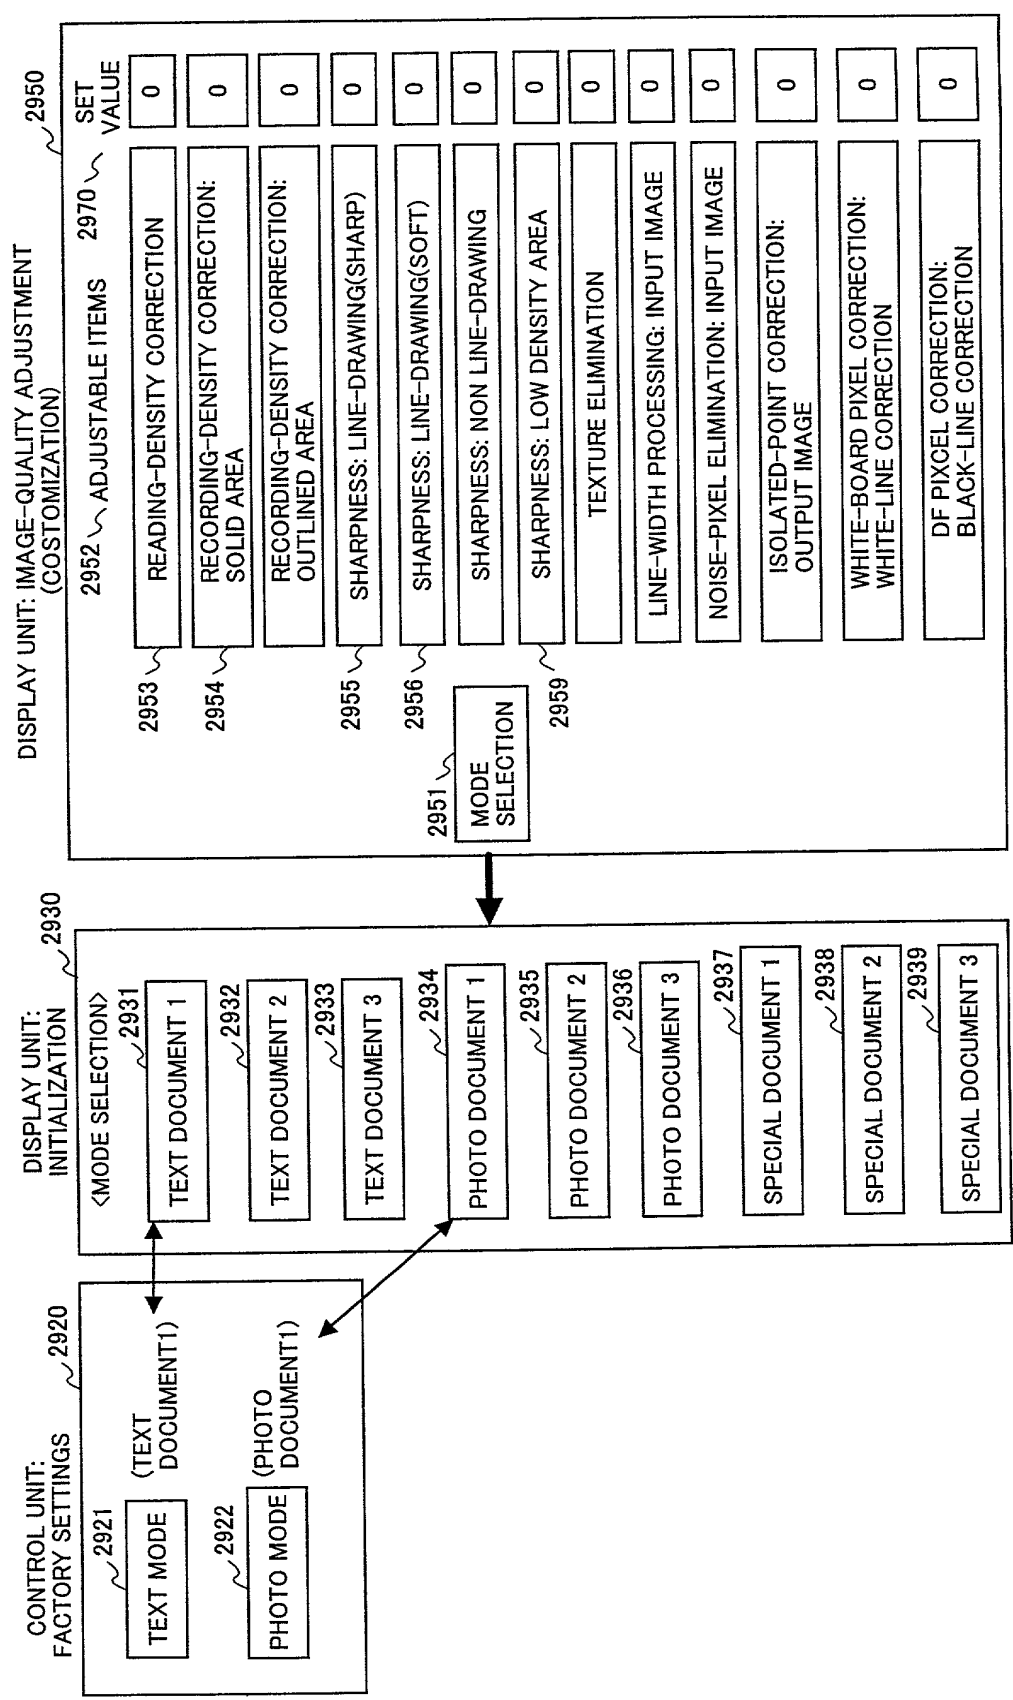 CONTROL UNIT:
FACTORY SETTINGS
2920
2921
TEXT MODE
(TEXT
DOCUMENT1)
2922
PHOTO MODE
(PHOTO
DOCUMENT1)
DISPLAY UNIT:
INITIALIZATION
2930
<MODE SELECTION>
2931
TEXT DOCUMENT 1
2932
TEXT DOCUMENT 2
2933
TEXT DOCUMENT 3
2934
PHOTO DOCUMENT 1
2935
PHOTO DOCUMENT 2
2936
PHOTO DOCUMENT 3
2937
SPECIAL DOCUMENT 1
2938
SPECIAL DOCUMENT 2
2939
SPECIAL DOCUMENT 3
DISPLAY UNIT: IMAGE-QUALITY ADJUSTMENT
(COSTOMIZATION)
2950
2951
MODE
SELECTION
2952
ADJUSTABLE ITEMS
2970
SET
VALUE
2953
READING-DENSITY CORRECTION
0
2954
RECORDING-DENSITY CORRECTION:
SOLID AREA
0
RECORDING-DENSITY CORRECTION:
OUTLINED AREA
0
2955
SHARPNESS: LINE-DRAWING(SHARP)
0
2956
SHARPNESS: LINE-DRAWING(SOFT)
0
SHARPNESS: NON LINE-DRAWING
0
2959
SHARPNESS: LOW DENSITY AREA
0
TEXTURE ELIMINATION
0
LINE-WIDTH PROCESSING: INPUT IMAGE
0
NOISE-PIXEL ELIMINATION: INPUT IMAGE
0
ISOLATED-POINT CORRECTION:
OUTPUT IMAGE
0
WHITE-BOARD PIXEL CORRECTION:
WHITE-LINE CORRECTION
0
DF PIXCEL CORRECTION:
BLACK-LINE CORRECTION
0